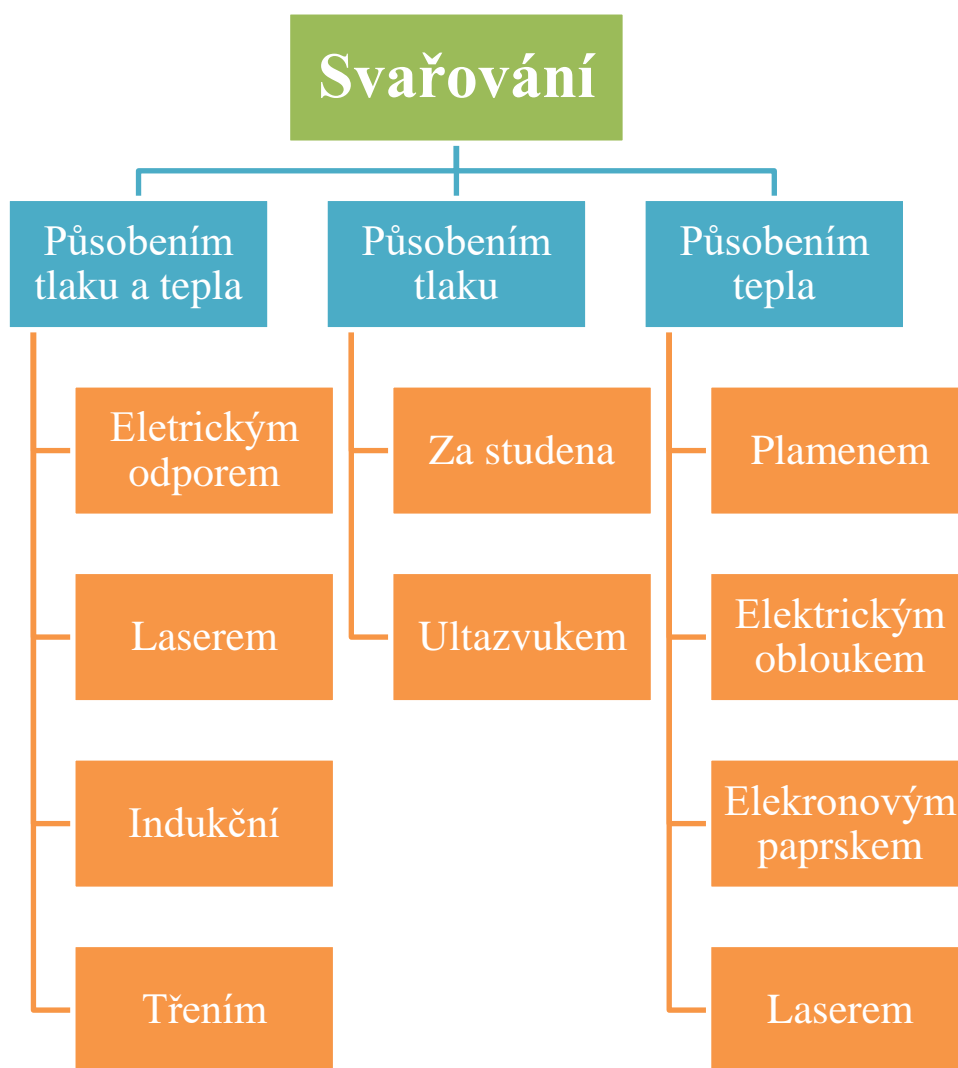 Svařování
Působením
tlaku a tepla
Eletrickým
odporem
Laserem
Indukční
Třením
Působením
tlaku
Za studena
Ultazvukem
Působením
tepla
Plamenem
Elektrickým
obloukem
Elekronovým
paprskem
Laserem